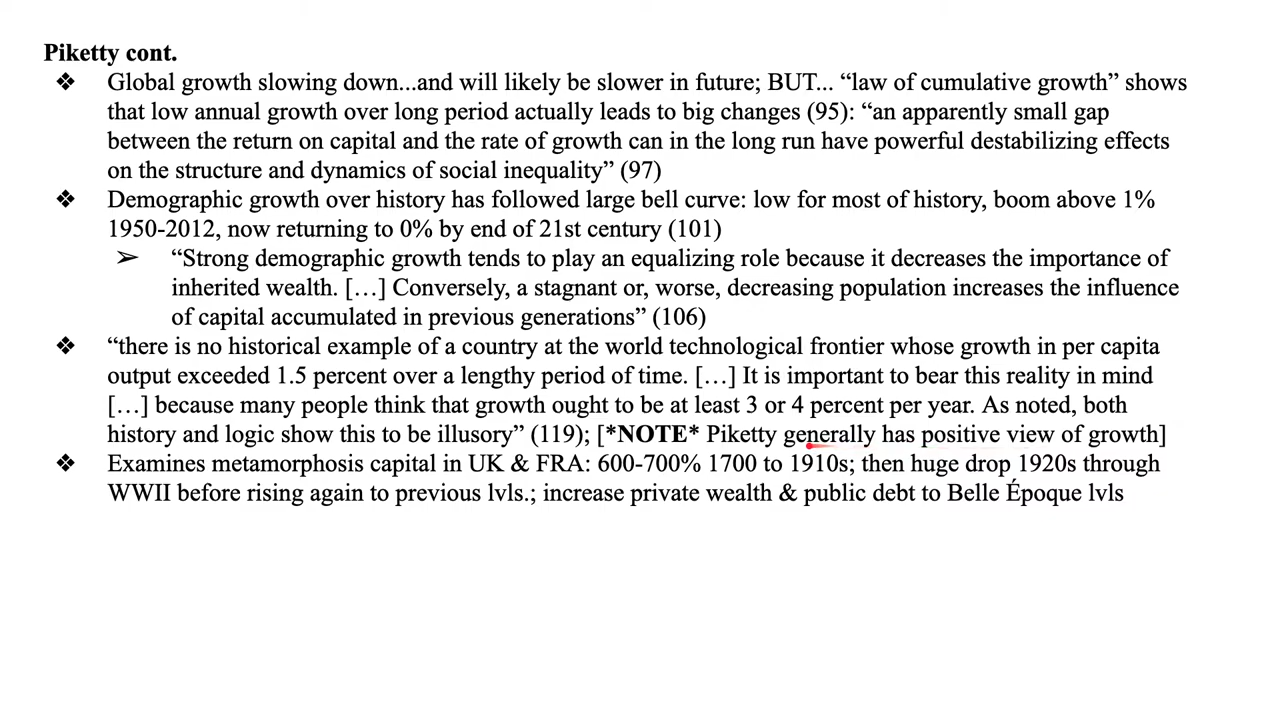 Piketty cont.
❖ Global growth slowing down...and will likely be slower in future; BUT... “law of cumulative growth” shows
that low annual growth over long period actually leads to big changes (95): “an apparently small gap
between the return on capital and the rate of growth can in the long run have powerful destabilizing effects
on the structure and dynamics of social inequality” (97)
❖ Demographic growth over history has followed large bell curve: low for most of history, boom above 1%
1950-2012, now returning to 0% by end of 21st century (101)
➢ “Strong demographic growth tends to play an equalizing role because it decreases the importance of
inherited wealth. […] Conversely, a stagnant or, worse, decreasing population increases the influence
of capital accumulated in previous generations” (106)
❖ “there is no historical example of a country at the world technological frontier whose growth in per capita
output exceeded 1.5 percent over a lengthy period of time. […] It is important to bear this reality in mind
[…] because many people think that growth ought to be at least 3 or 4 percent per year. As noted, both
history and logic show this to be illusory” (119); [*NOTE* Piketty generally has positive view of growth]
❖ Examines metamorphosis capital in UK & FRA: 600-700% 1700 to 1910s; then huge drop 1920s through
WWII before rising again to previous lvls.; increase private wealth & public debt to Belle Époque lvls